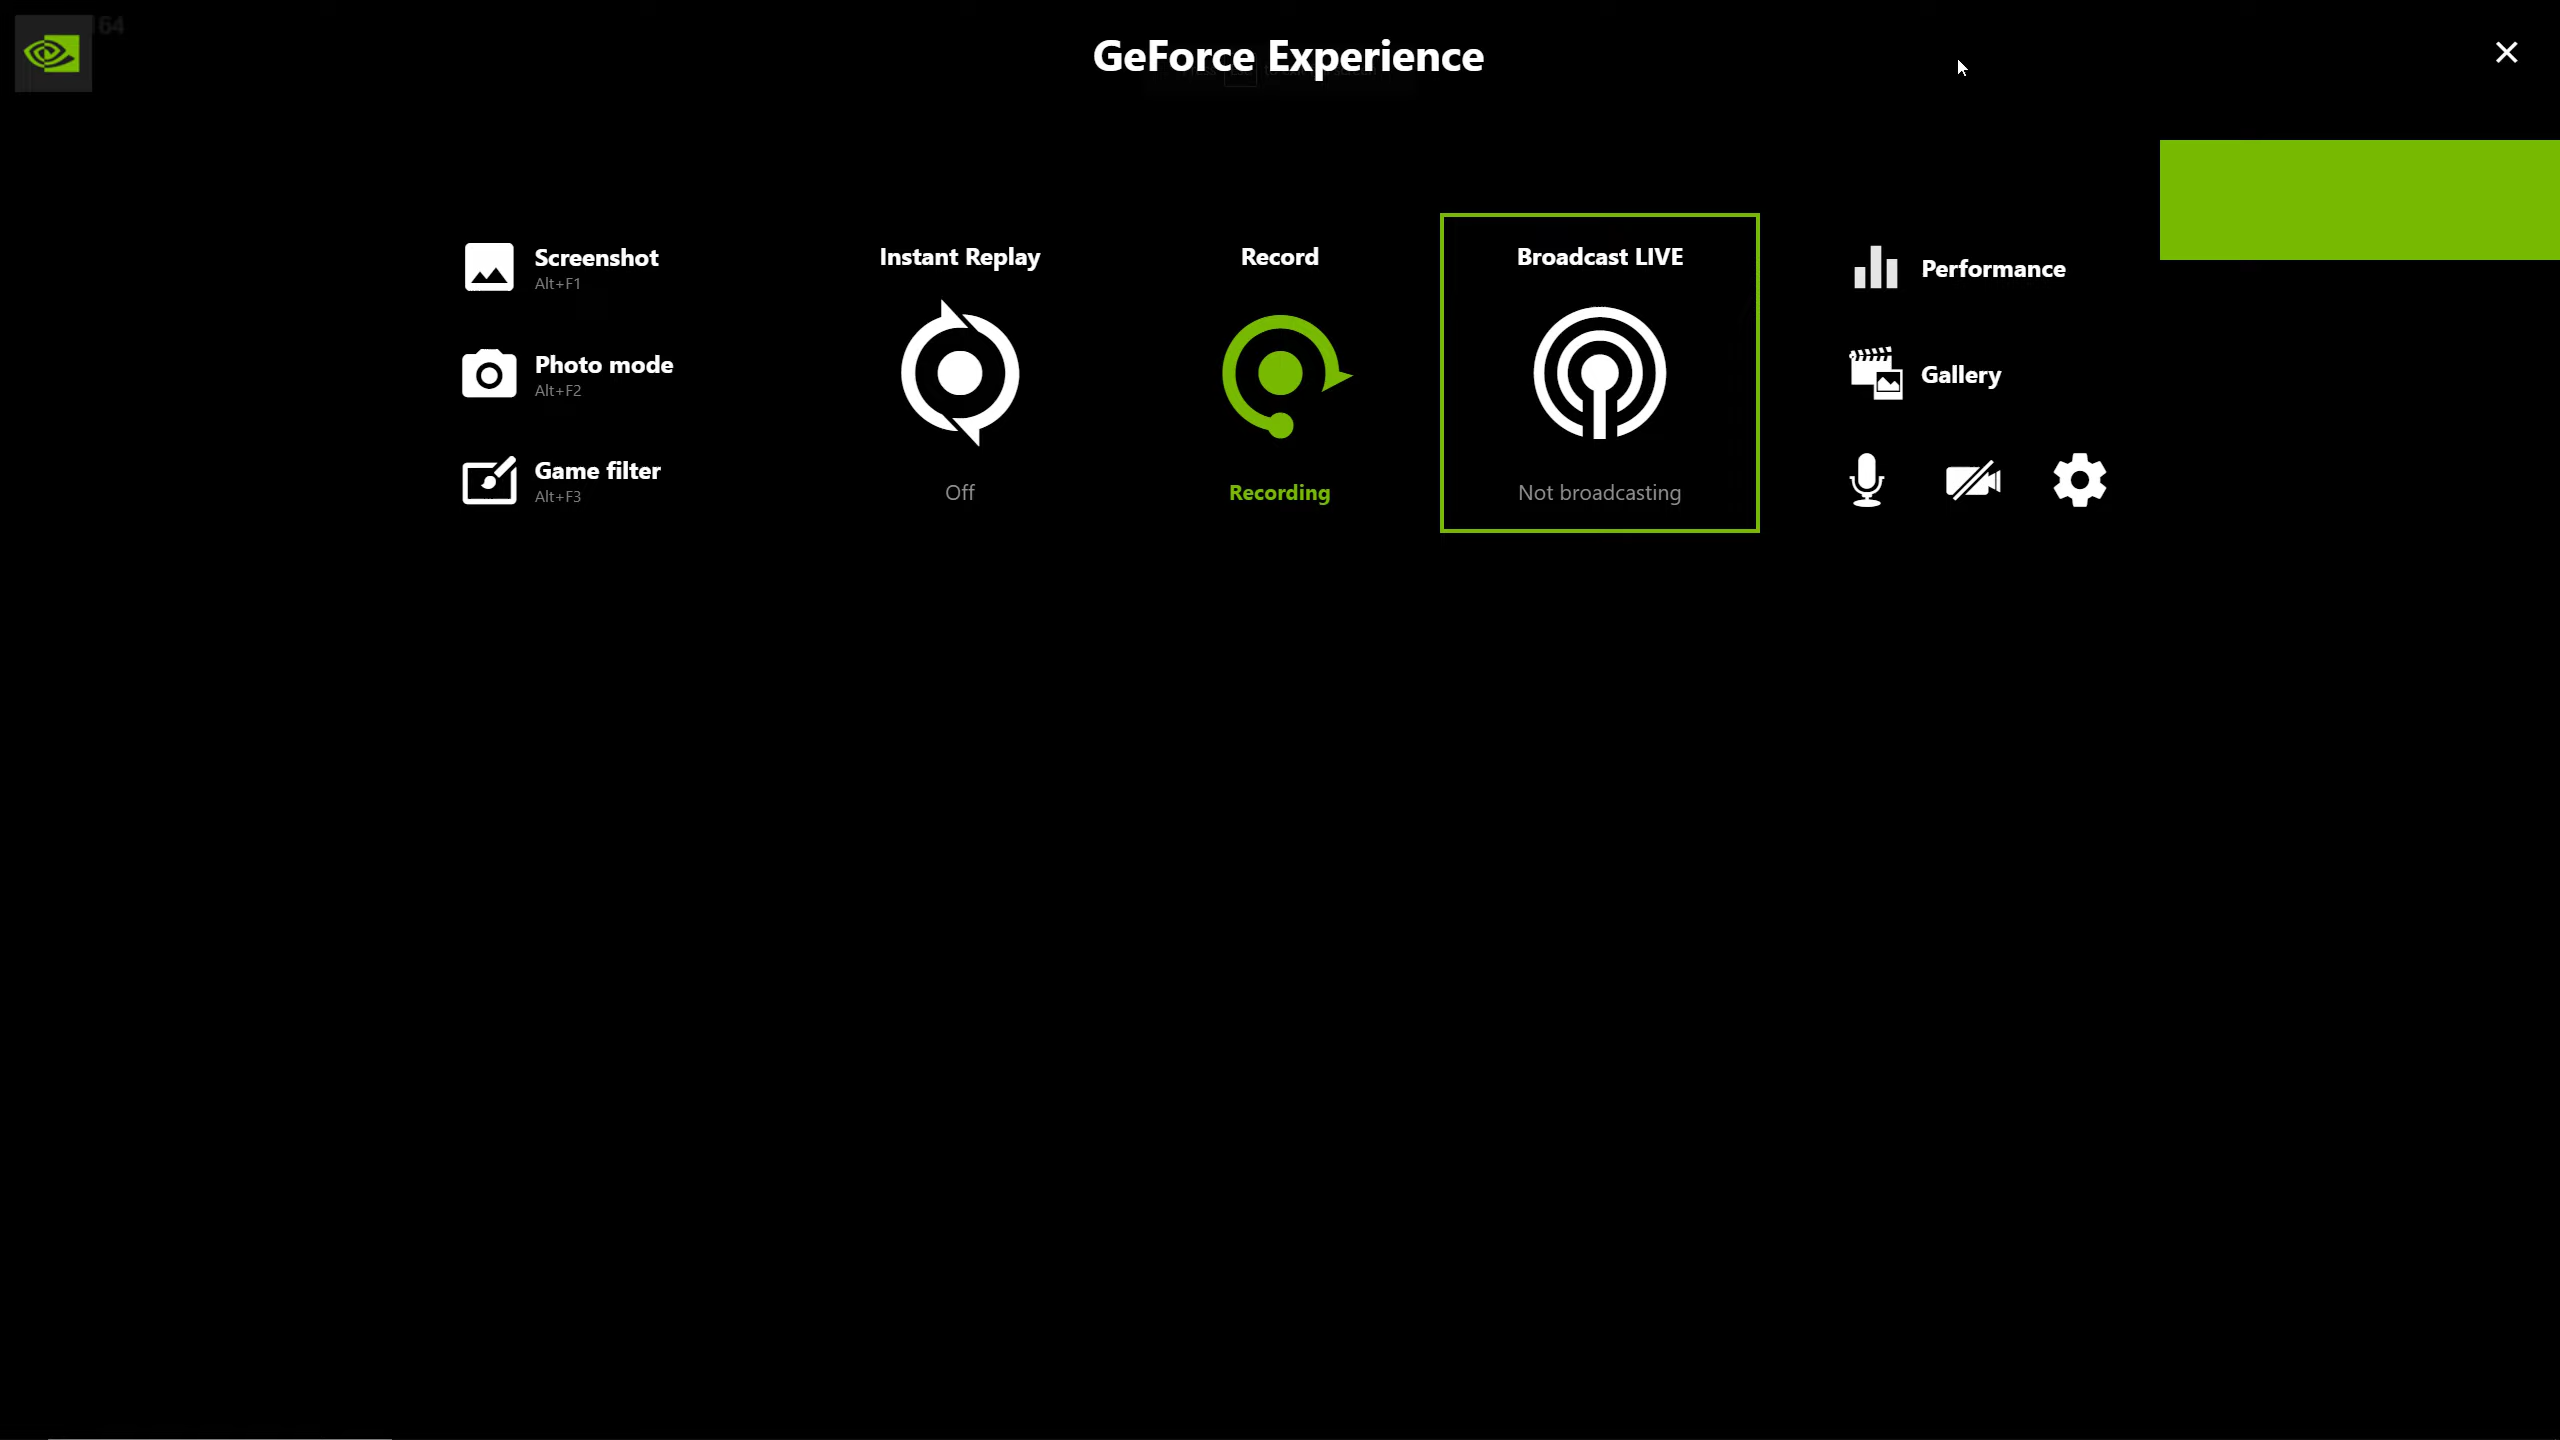 64
GeForce Experience
Screenshot
Alt+F1
Photo mode
Alt+F2
Game filter
Alt+F3
Instant Replay
Off
Record
Recording
Broadcast LIVE
Not broadcasting
Performance
Gallery